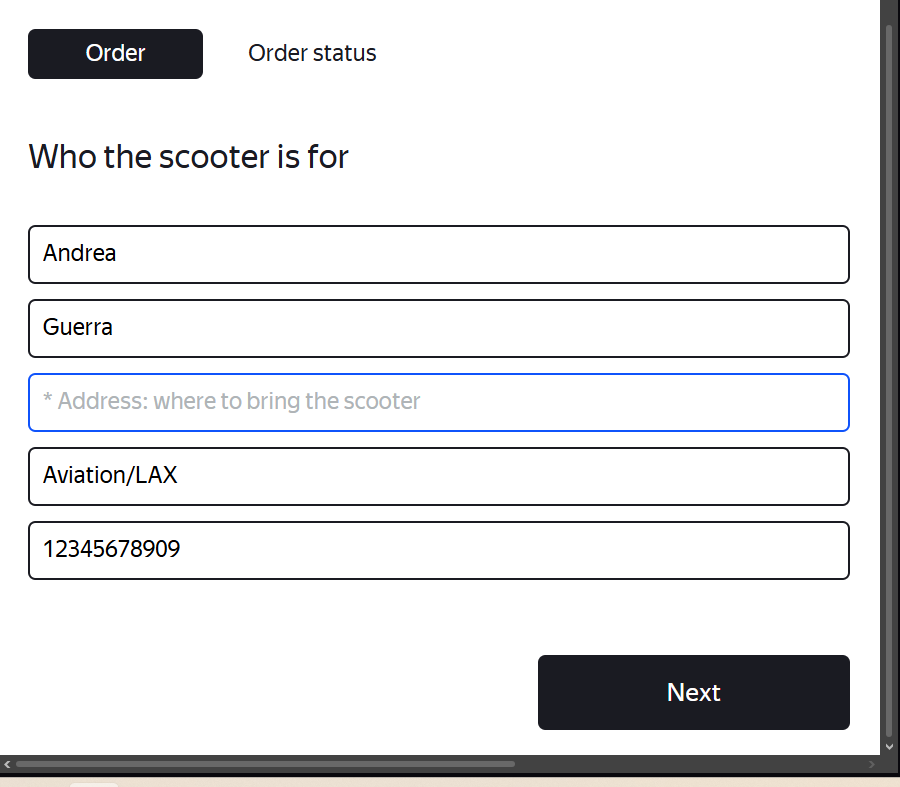 Order Order status
Who the scooter is for
Andrea
Guerra
* Address: where to bring the scooter
Aviation/LAX
12345678909
Next